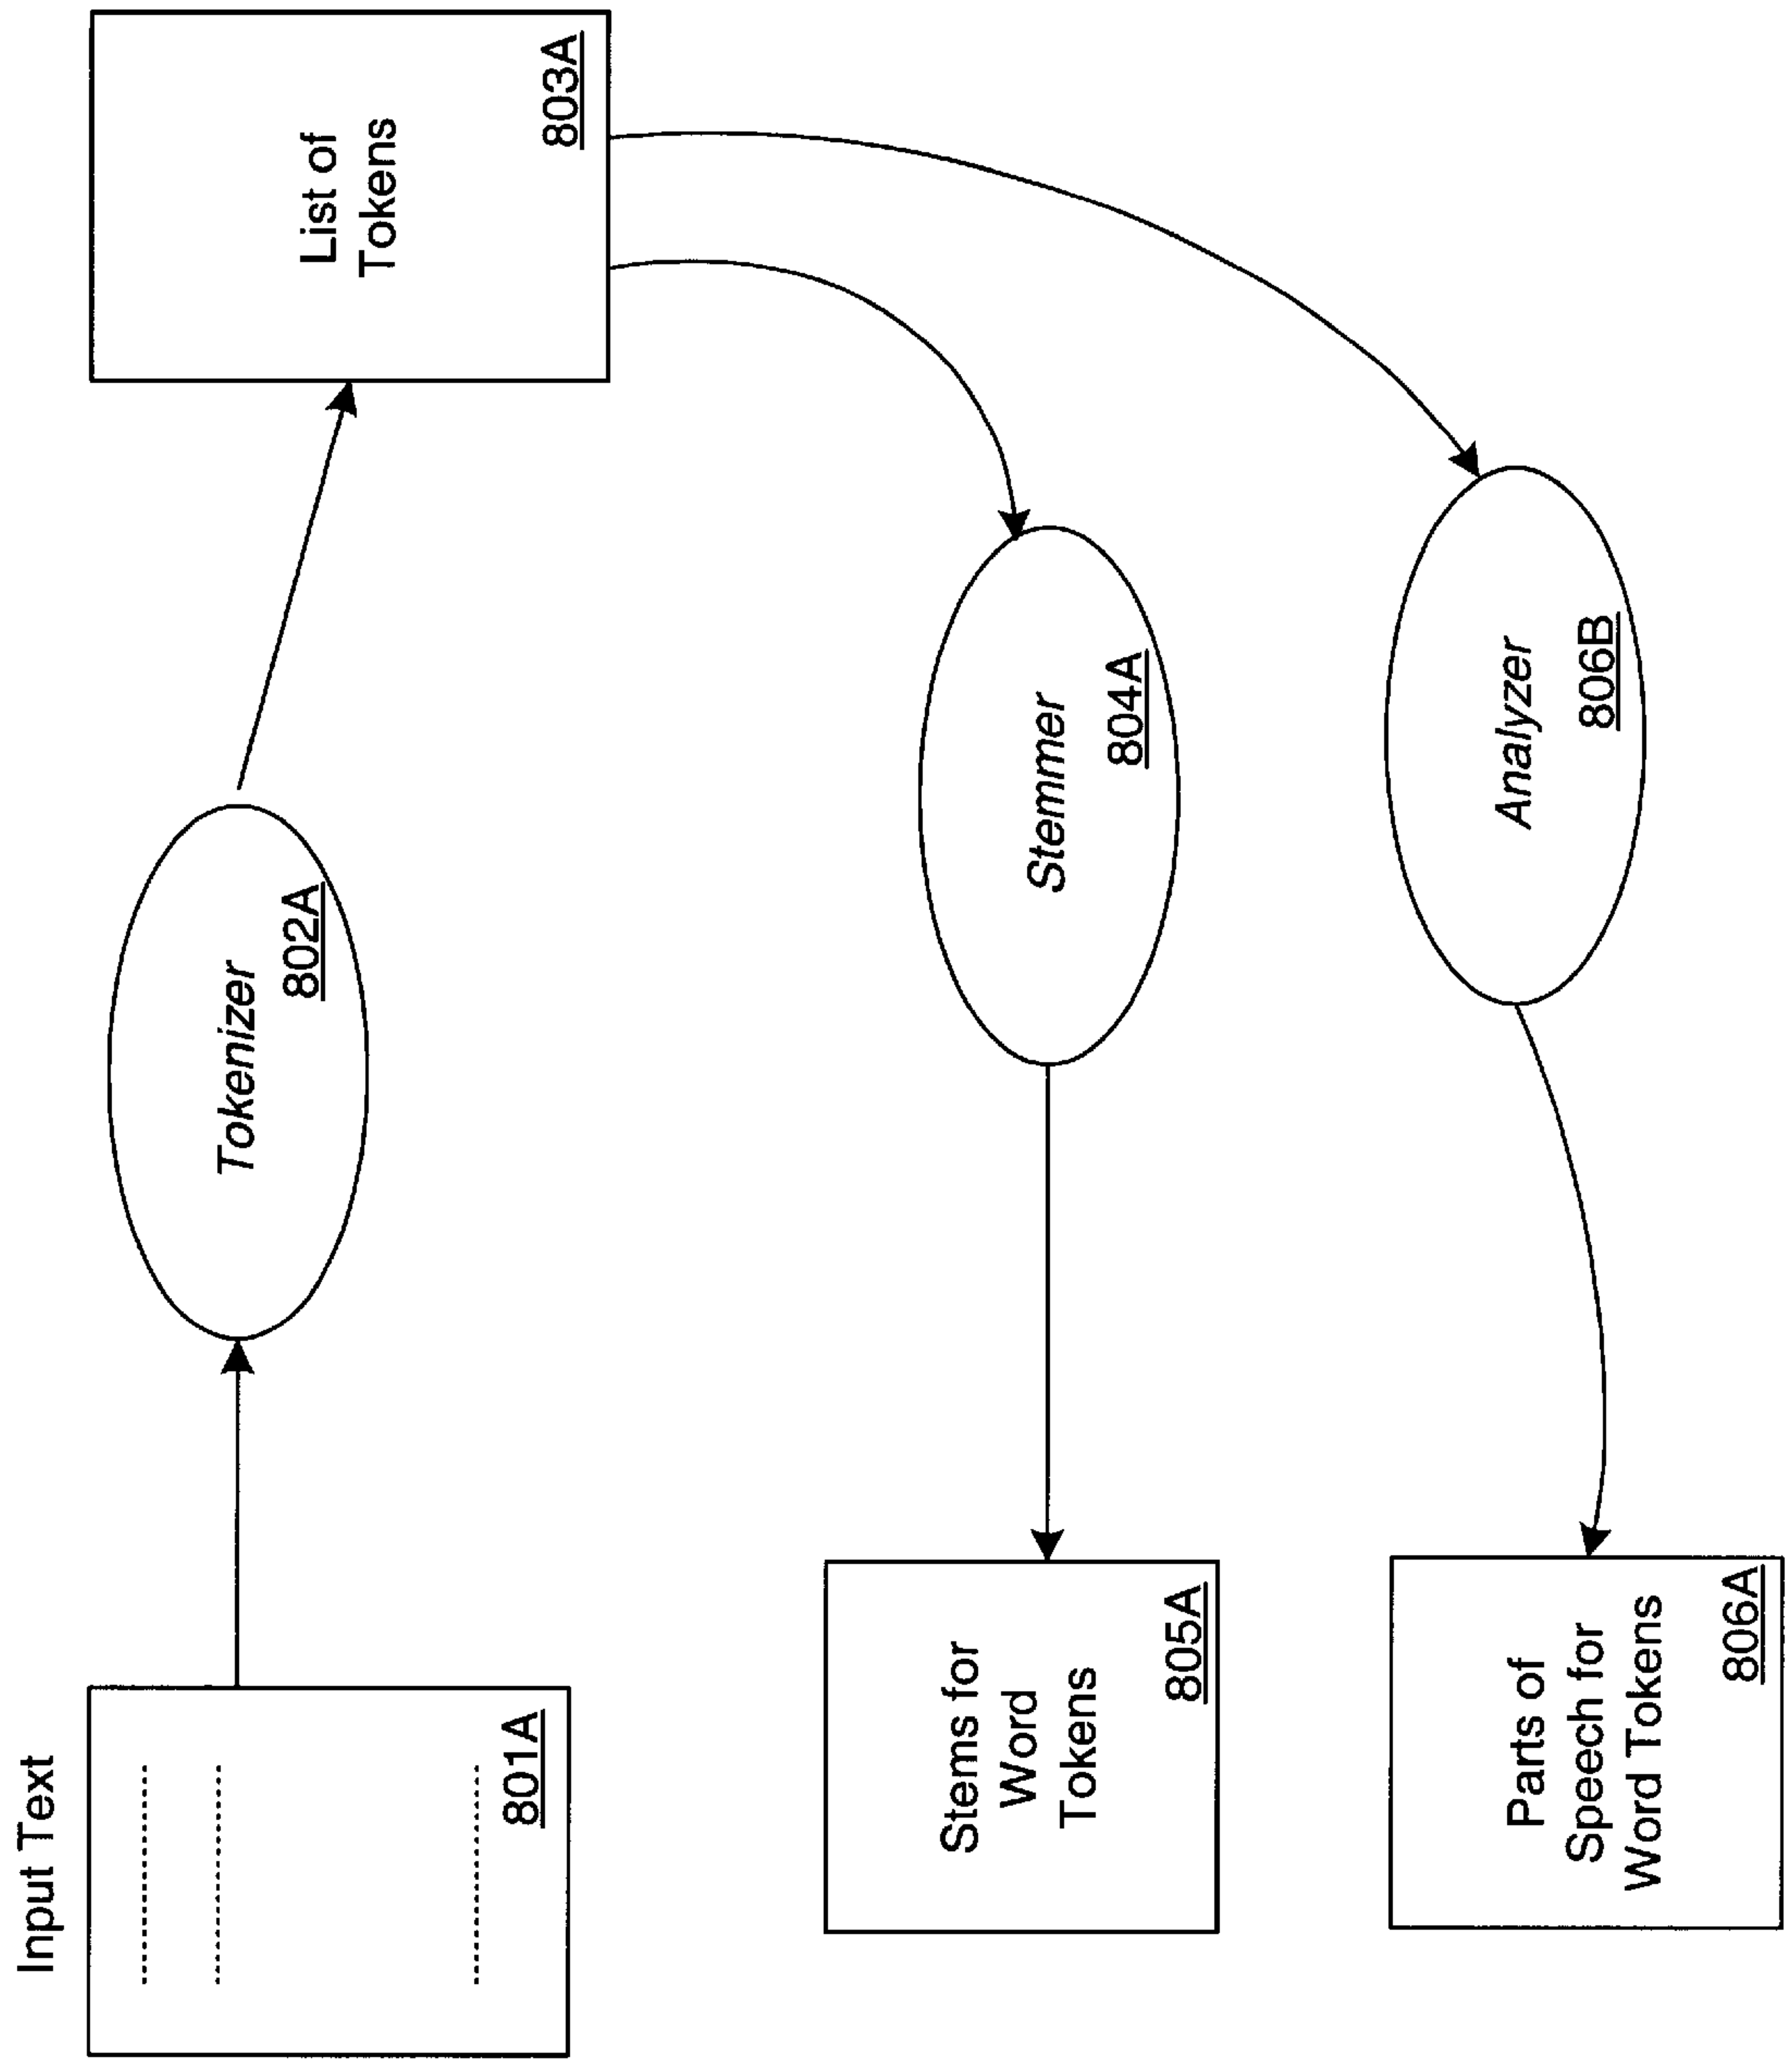 Input Text
801A
Tokenizer
802A
List of
Tokens
803A
Stems for
Word
Tokens
805A
Stemmer
804A
Parts of
Speech for
Word Tokens
806A
Analyzer
806B